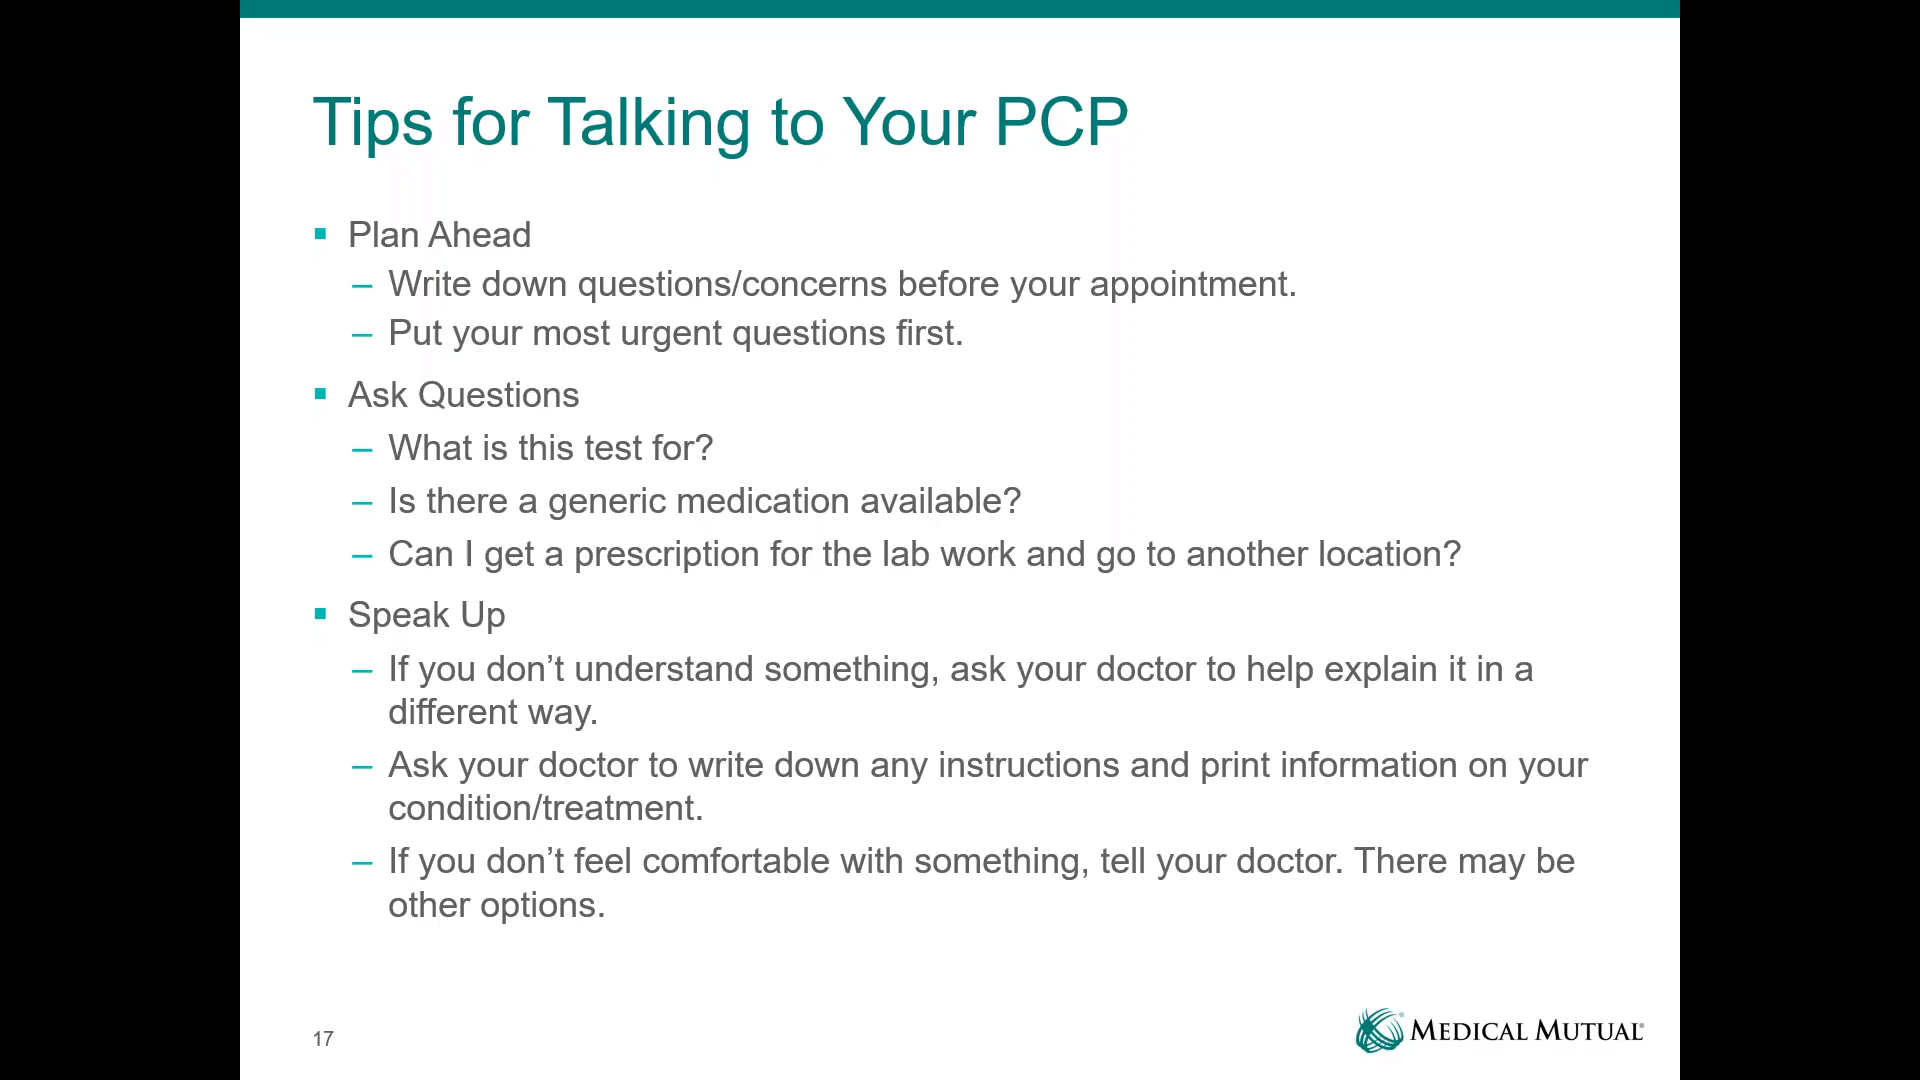 Tips for Talking to Your PCP
▪ Plan Ahead
– Write down questions/concerns before your appointment.
– Put your most urgent questions first.
▪ Ask Questions
– What is this test for?
– Is there a generic medication available?
– Can I get a prescription for the lab work and go to another location?
▪ Speak Up
– If you don’t understand something, ask your doctor to help explain it in a
different way.
– Ask your doctor to write down any instructions and print information on your
condition/treatment.
– If you don’t feel comfortable with something, tell your doctor. There may be
other options.
17
® MEDICAL MUTUAL®